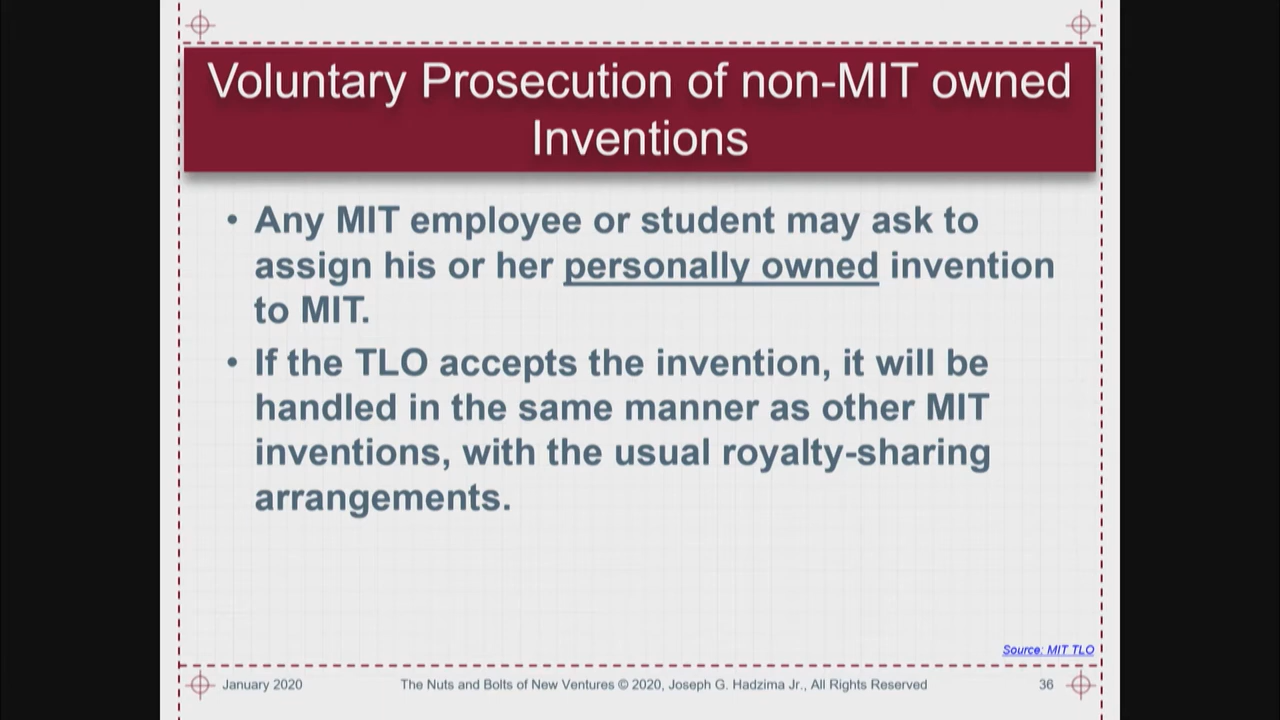 Voluntary Prosecution of non-MIT owned
Inventions
• Any MIT employee or student may ask to
assign his or her personally owned invention
to MIT.
• If the TLO accepts the invention, it will be
handled in the same manner as other MIT
inventions, with the usual royalty-sharing
arrangements.
Source: MIT TLO
January 2020 The Nuts and Bolts of New Ventures © 2020, Joseph G. Hadzima Jr., All Rights Reserved 36